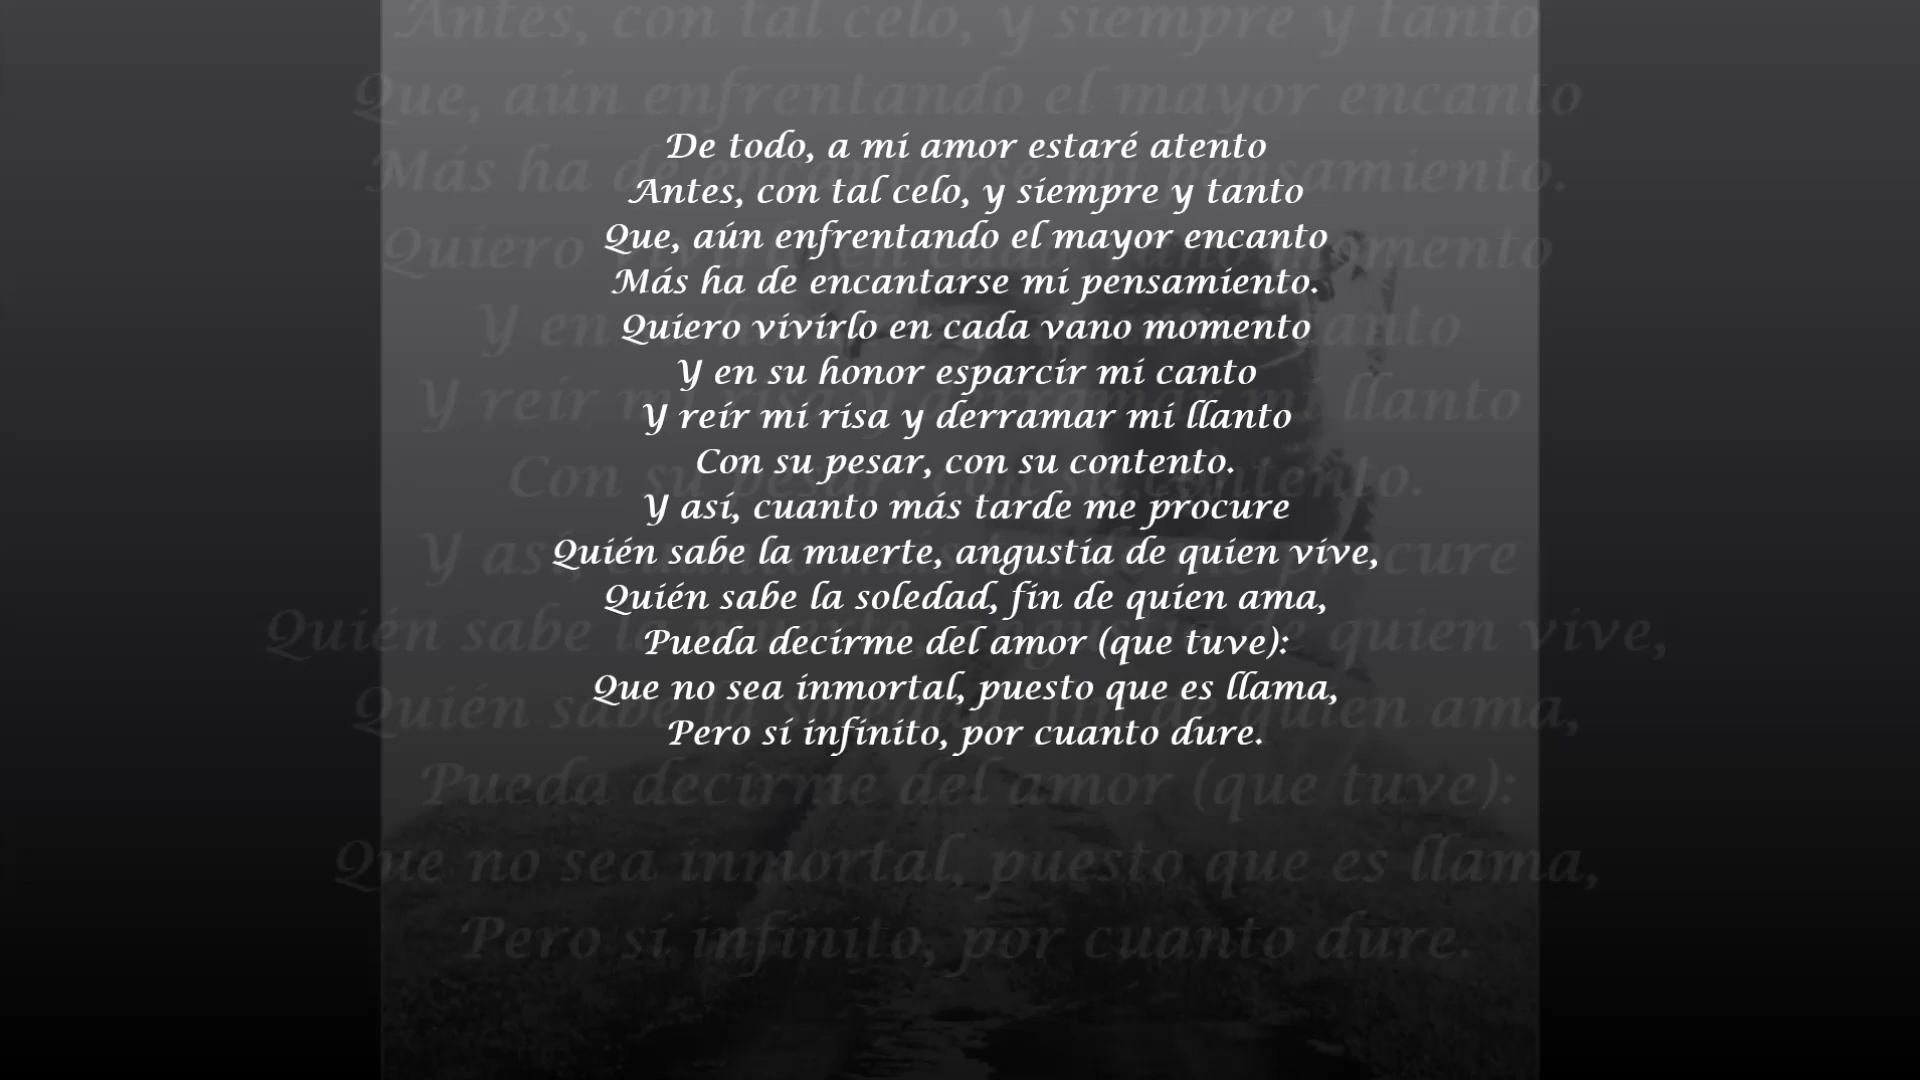 De todo, a mi amor estaré atento
Antes, con tal celo, y siempre y tanto
Que, aún enfrentando el mayor encanto
Más ha de encantarse mi pensamiento.
Quiero vivirlo en cada vano momento
Y en su honor esparcir mi canto
Y reír mi risa y derramar mi llanto
Con su pesar, con su contento.
Y así, cuanto más tarde me procure
Quién sabe la muerte, angustia de quien vive,
Quién sabe la soledad, fin de quien ama,
Pueda decirme del amor (que tuve):
Que no sea inmortal, puesto que es llama,
Pero sí infinito, por cuanto dure.